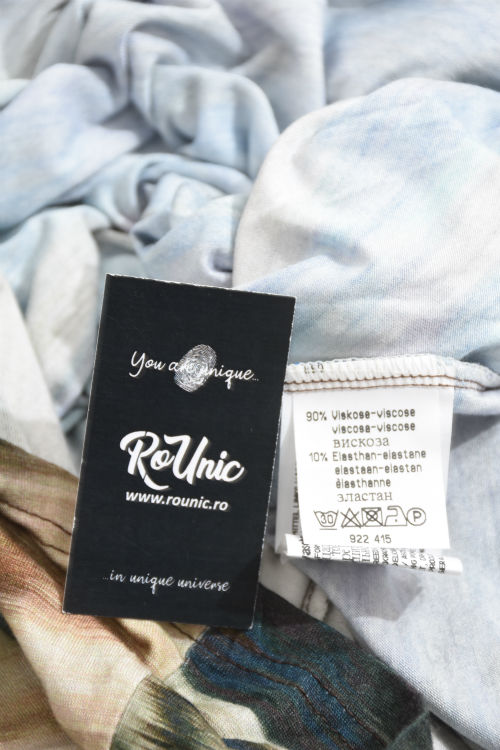 You are unique...
RoUnic
www.rounic.ro
...in unique universe
90% Viskose-viscose
viscosa-viscose
вискоза
10% Elasthan-elastane
elastaan-elastan
élasthanne
эластан
30
P
922 415